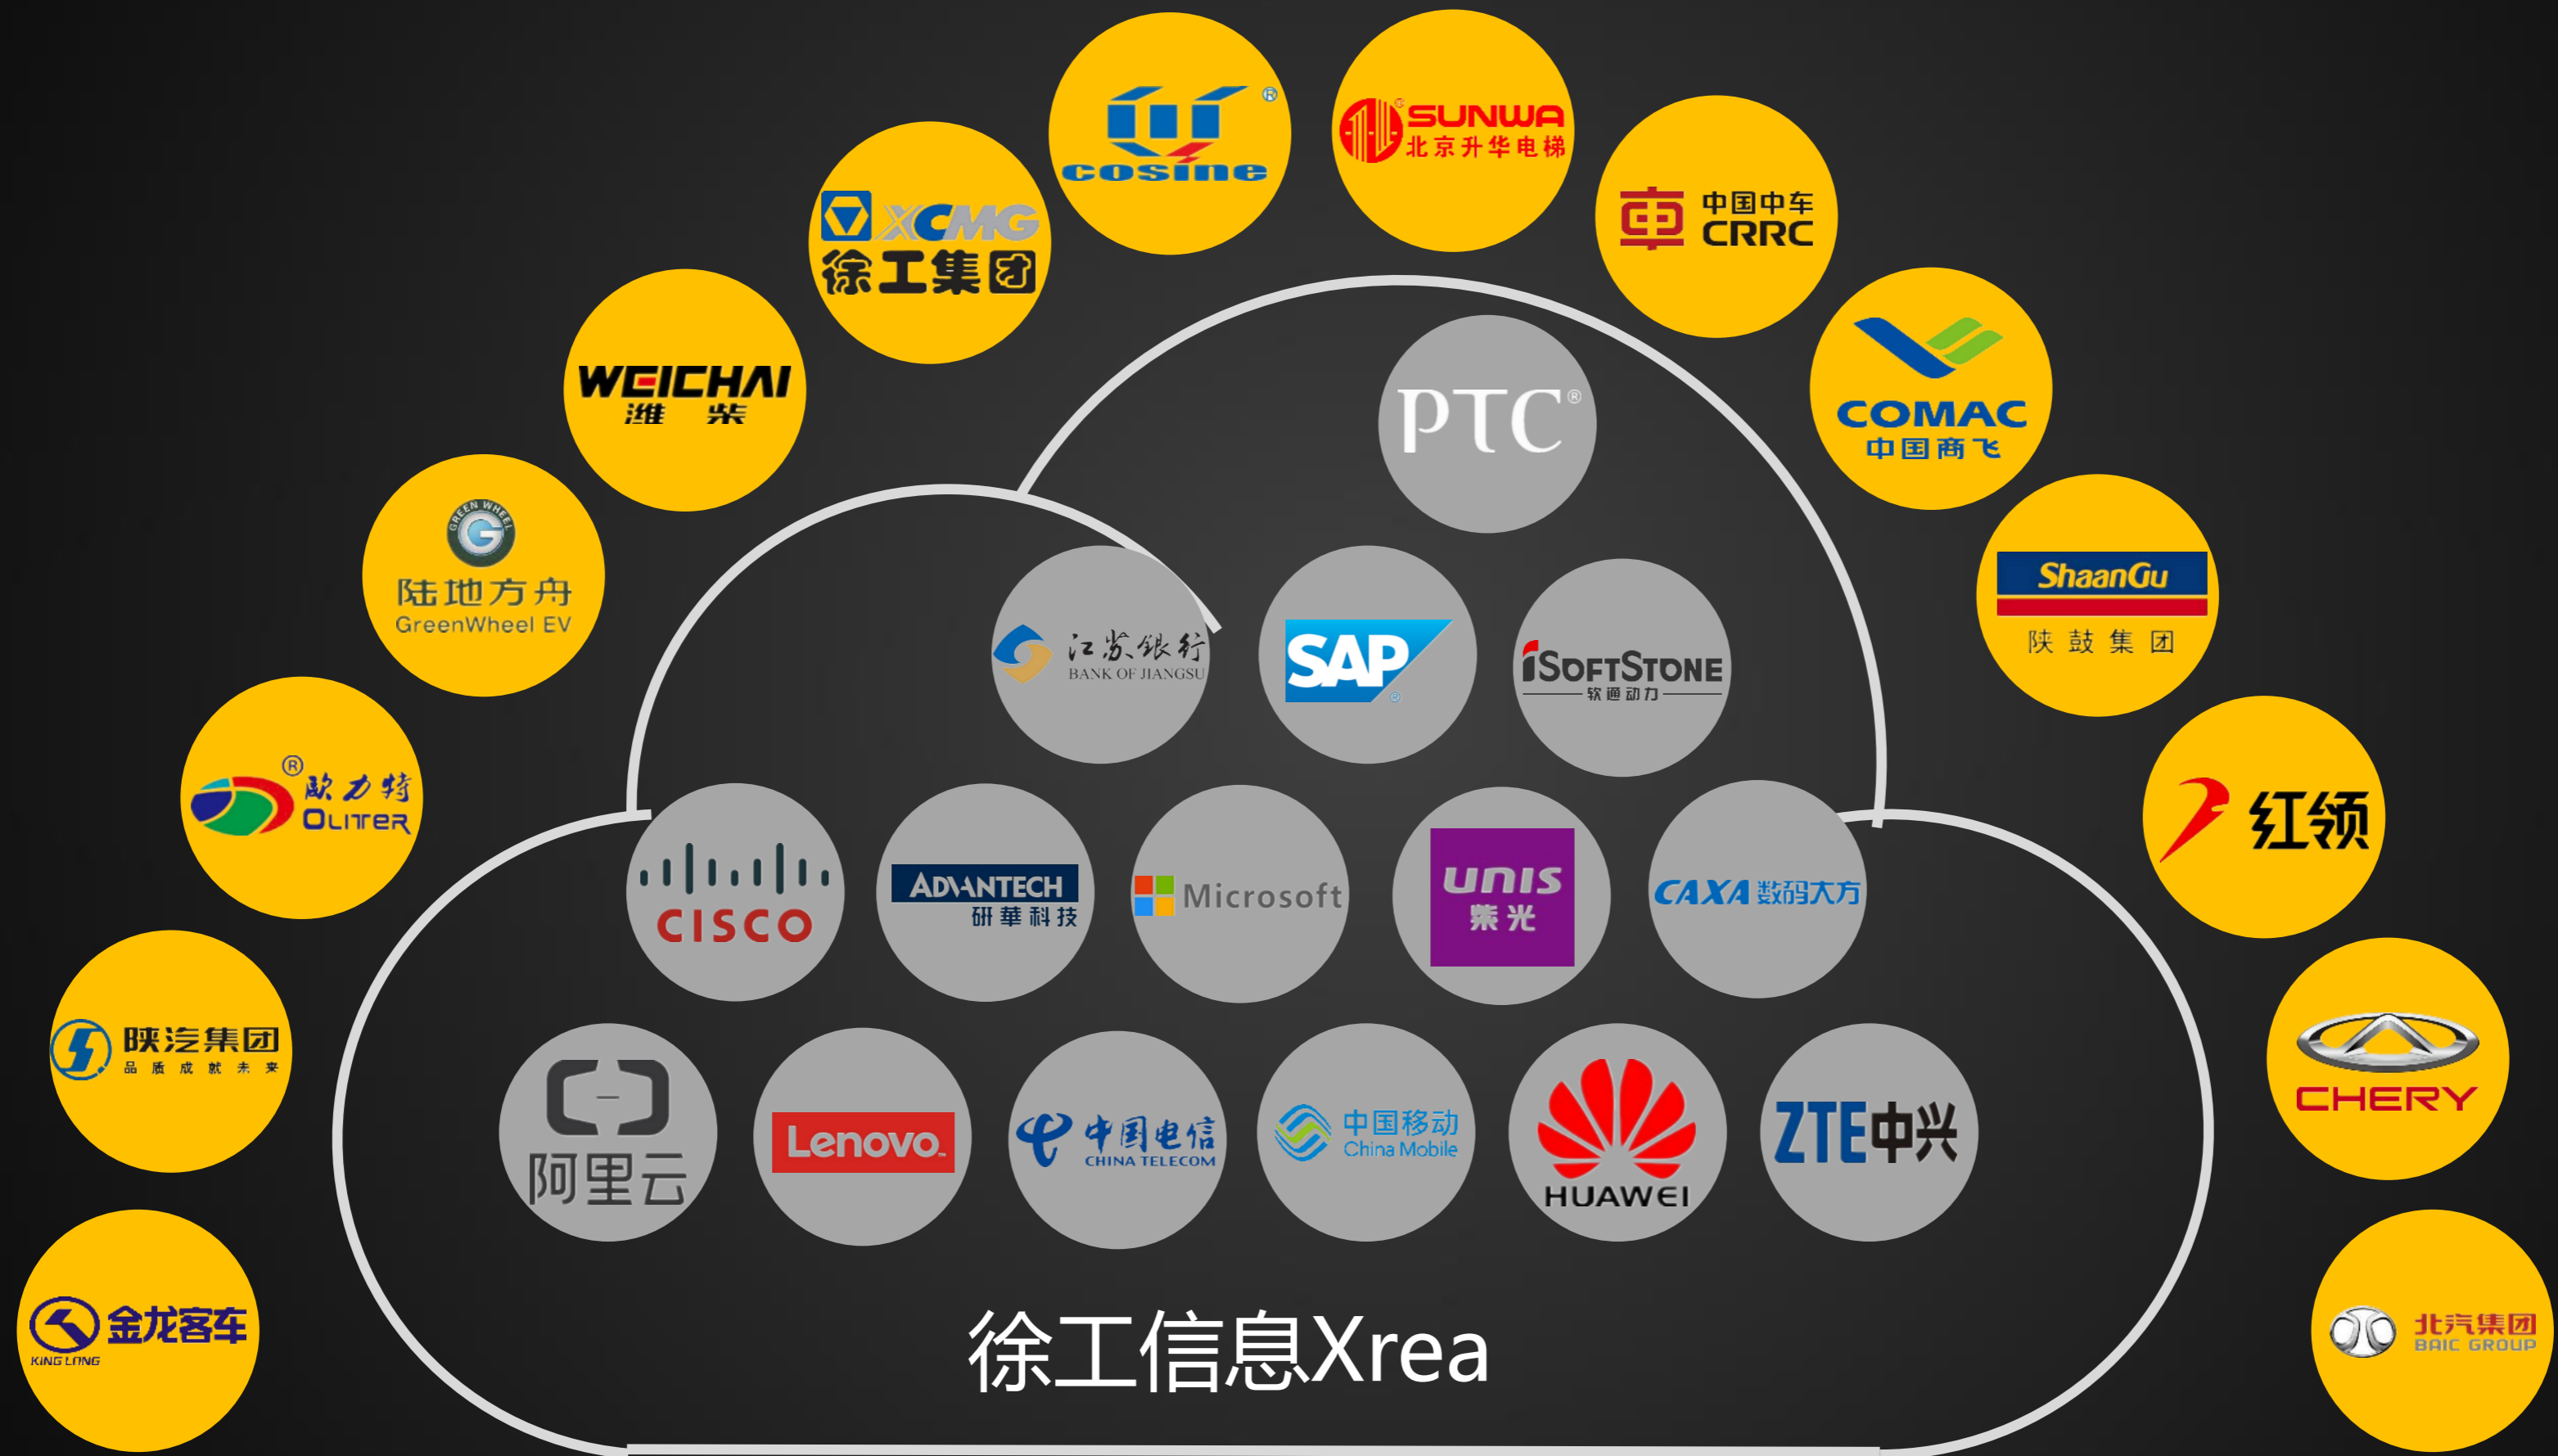 cosine
®
SUNWA
北京升华电梯
XCMG
徐工集团
中国中车
CRRC
WEICHAI
潍柴
PTC®
COMAC
中国商飞
GREEN WHEEL
G
陆地方舟
GreenWheel EV
ShaanGu
陕鼓集团
江苏银行
BANK OF JIANGSU
SAP
®
iSOFTSTONE
软通动力
®
欧力特
OLITER
红领
CISCO
ADVANTECH
研華科技
Microsoft
UNIS
紫光
CAXA 数码大方
陕汽集团
品质成就未来
阿里云
Lenovo
中国电信
CHINA TELECOM
中国移动
China Mobile
HUAWEI
ZTE中兴
CHERY
金龙客车
KING LONG
徐工信息Xrea
北汽集团
BAIC GROUP